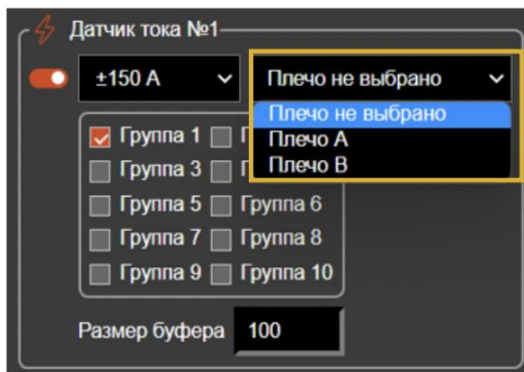 Датчик тока №1
±150 A Плечо не выбрано
Плечо не выбрано
Плечо A
Плечо B
Группа 1
Группа 3
Группа 5 Группа 6
Группа 7 Группа 8
Группа 9 Группа 10
Размер буфера 100